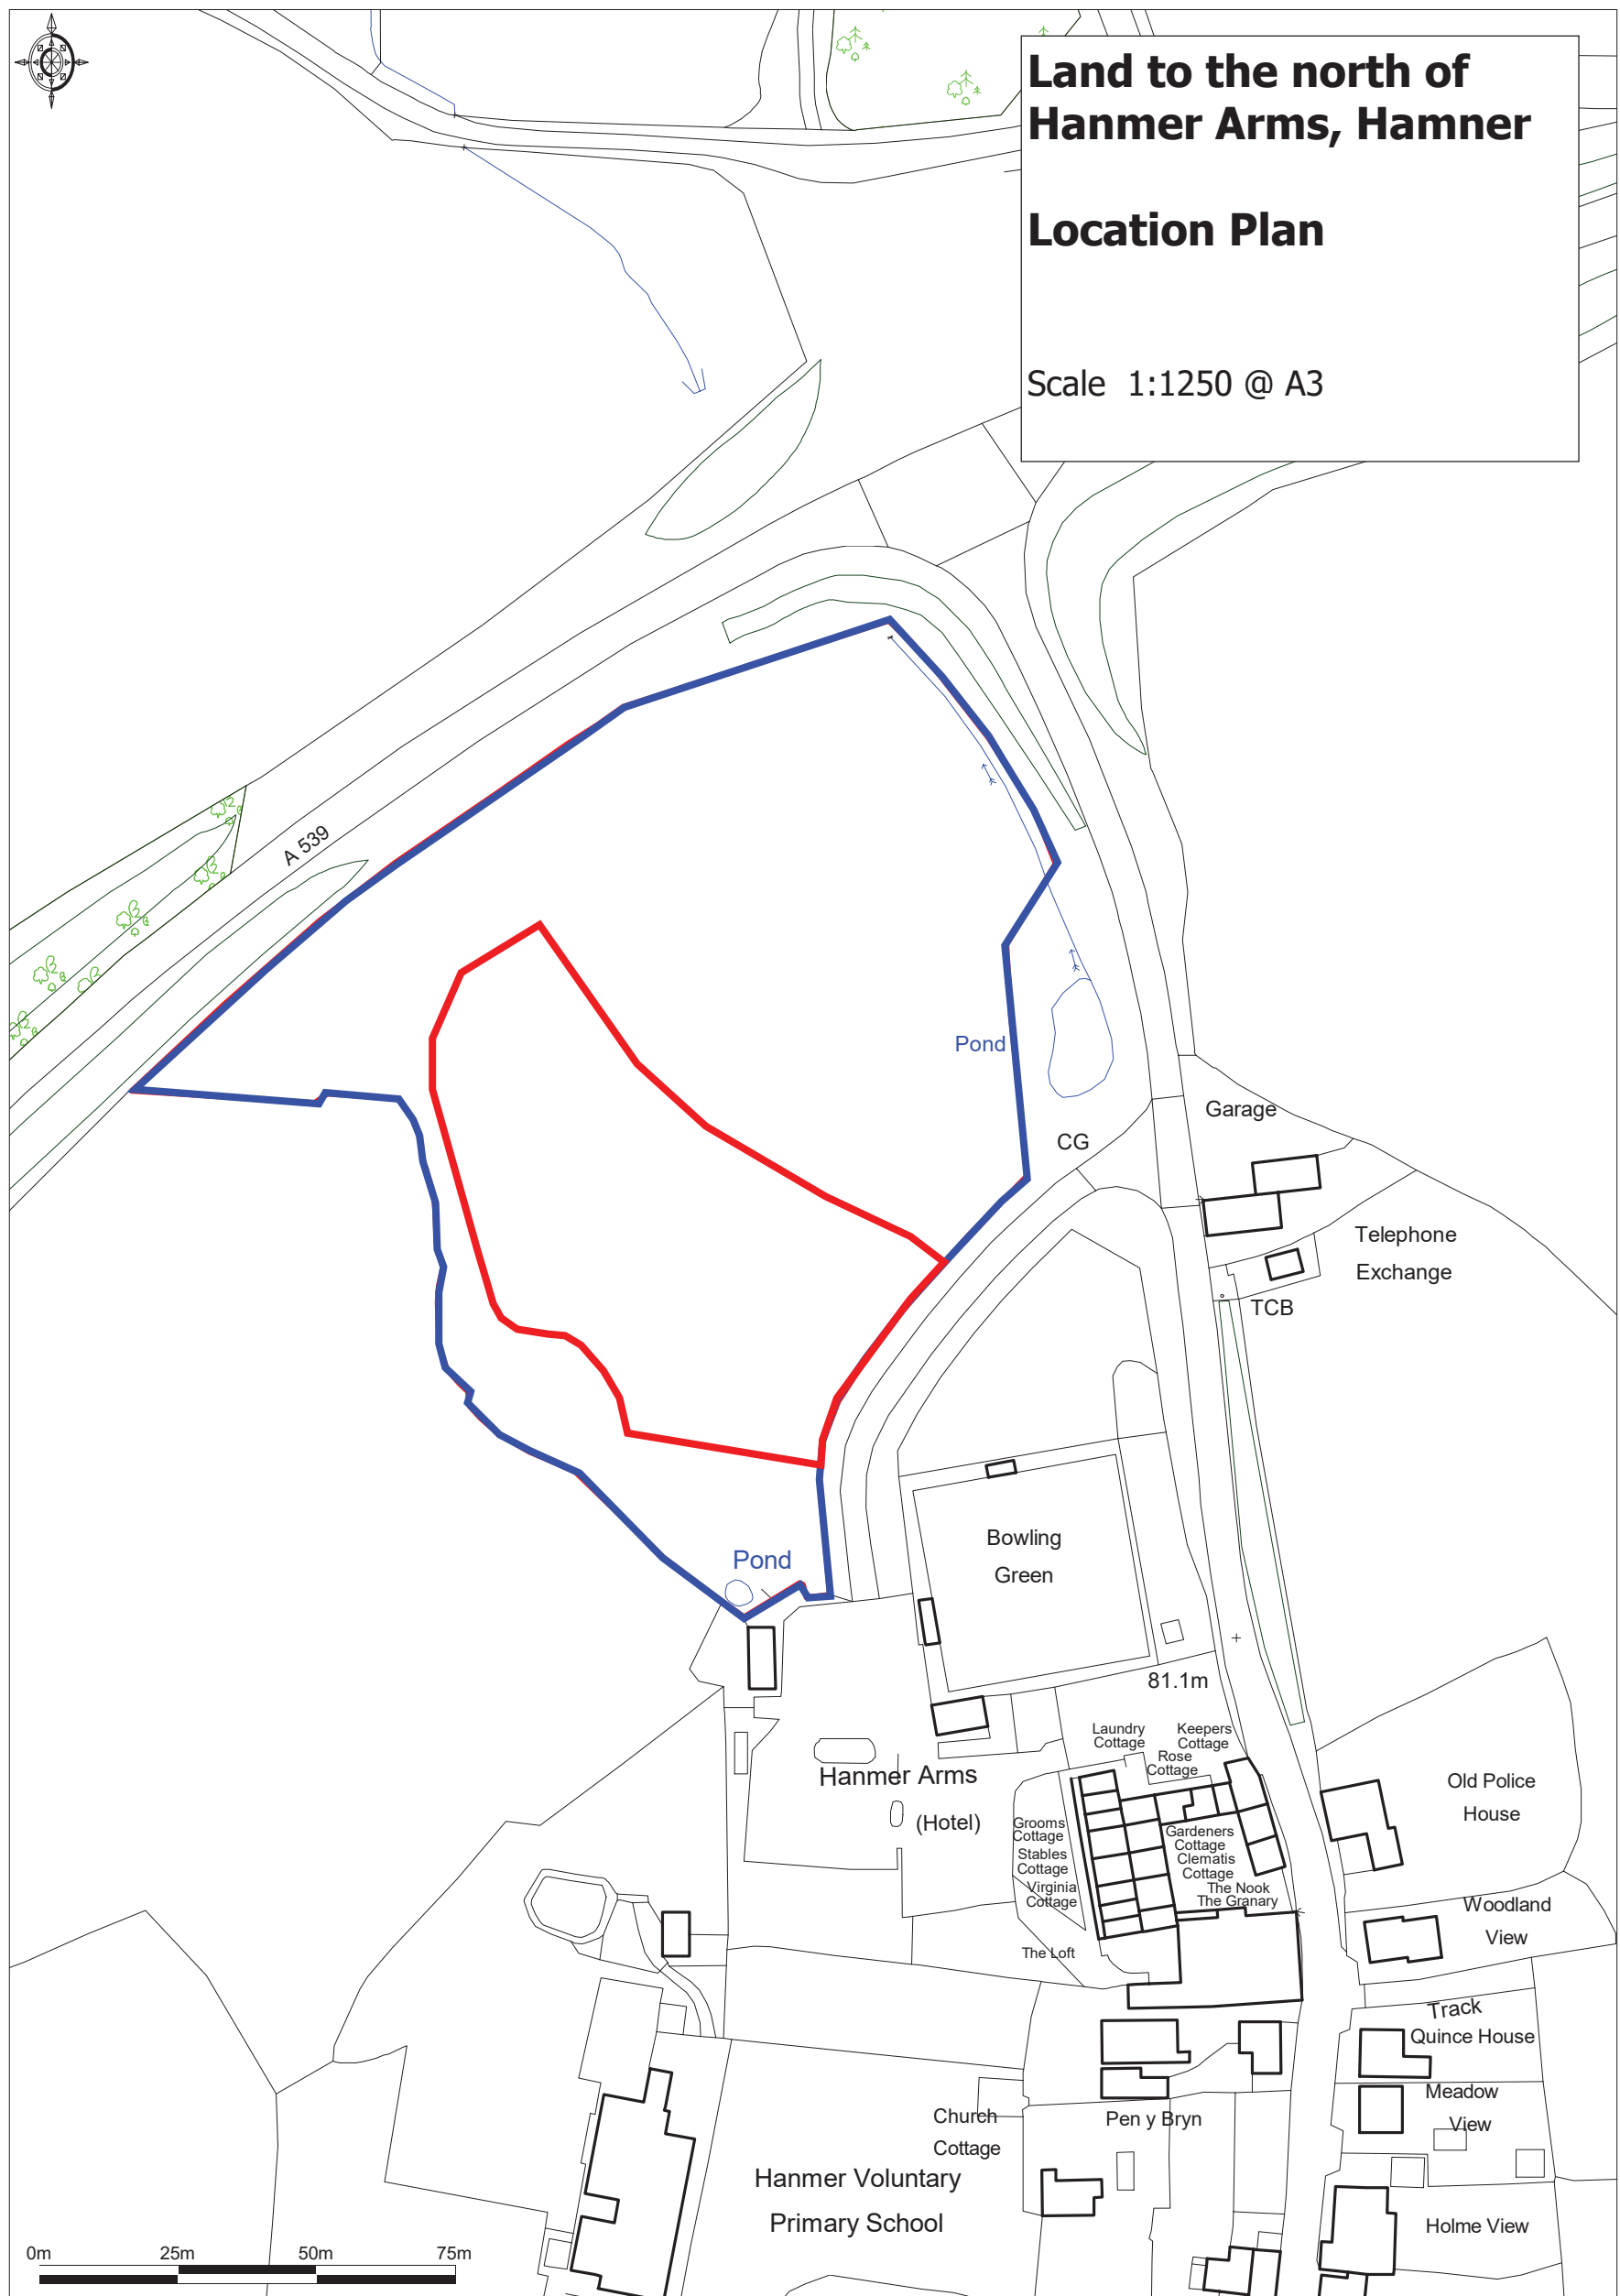 Land to the north of
Hanmer Arms, Hamner
Location Plan
Scale 1:1250 @ A3
A 539
Pond
Garage
CG
Telephone
Exchange
TCB
Bowling
Green
Pond
81.1m
Laundry
Cottage
Keepers
Cottage
Rose
Cottage
Hanmer Arms
(Hotel)
Old Police
House
Grooms
Cottage
Stables
Cottage
Virginia
Cottage
Gardeners
Cottage
Clematis
Cottage
The Nook
The Granary
Woodland
View
The Loft
Track
Quince House
Meadow
View
Church
Cottage
Pen y Bryn
Hanmer Voluntary
Primary School
Holme View
0m 25m 50m 75m